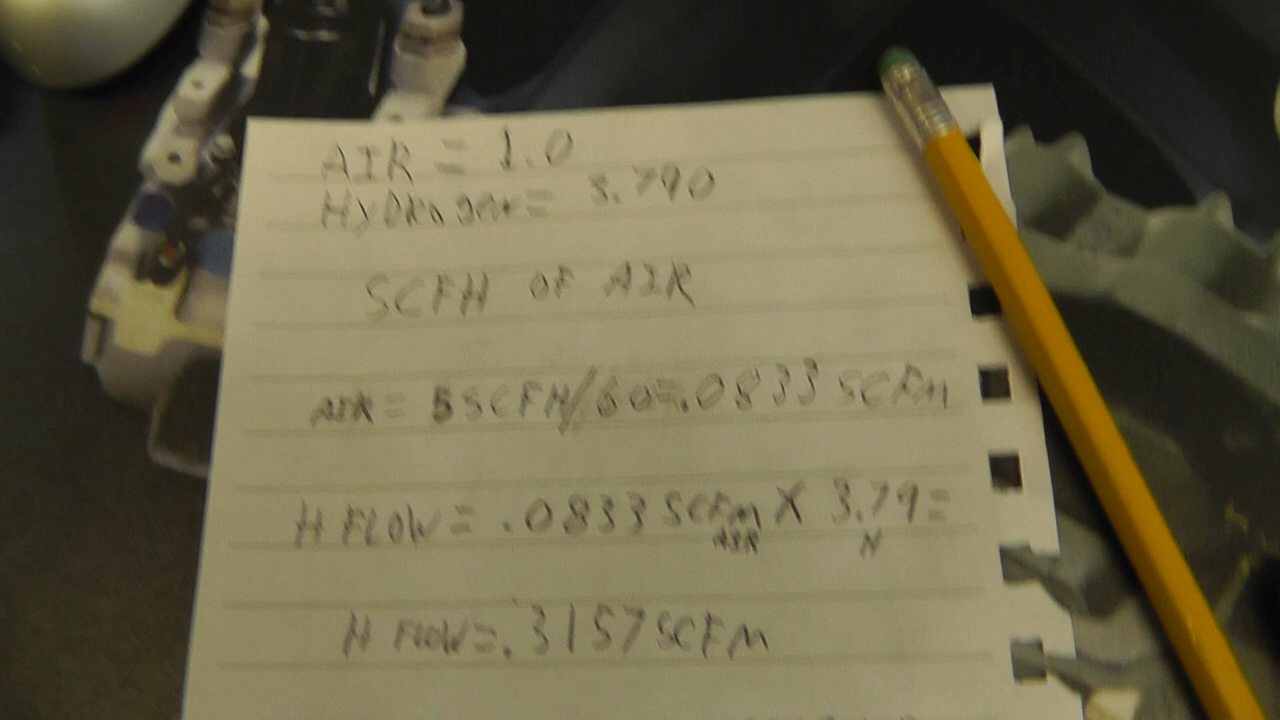 AIR = 1.0
Hydrogen = 3.790
SCFH OF AIR
AIR = 5 SCFH/60=.0833 SCFM
H FLOW = .0833 SCFM X 3.79=
AIR H
H FLOW=.3157 SCFM